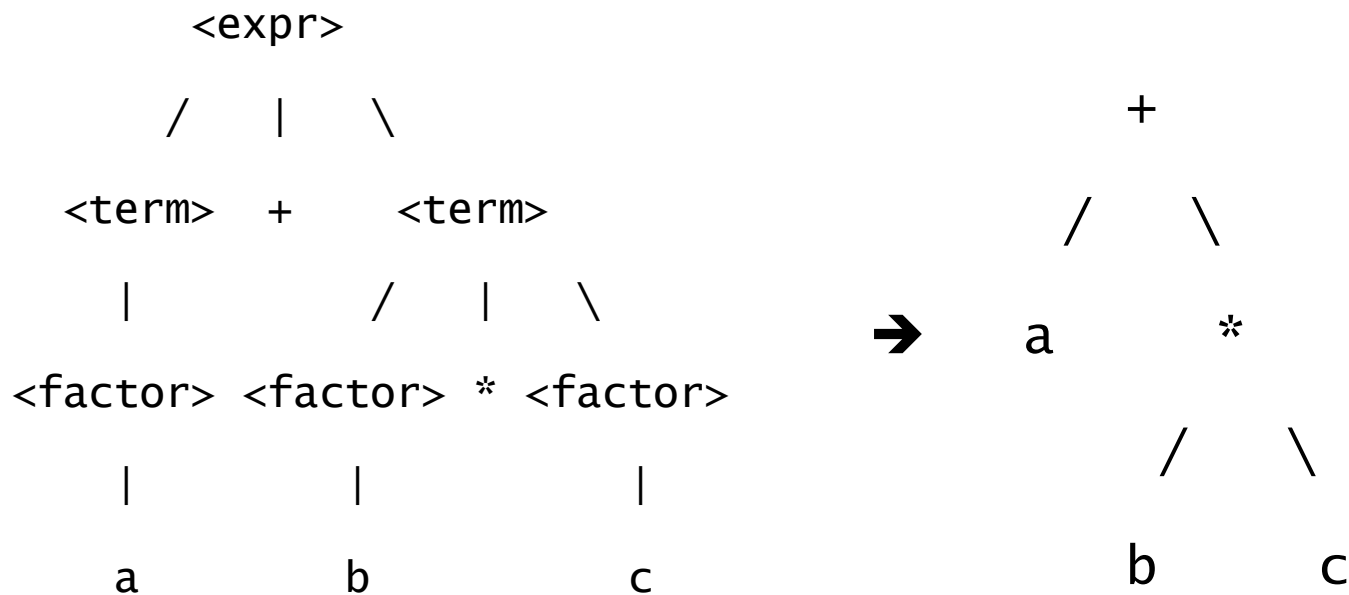 <expr>
/ | \
<term> + <term>
| / | \
<factor> <factor> * <factor>
| | |
a b c
➔
+
/ \
a *
/ \
b c